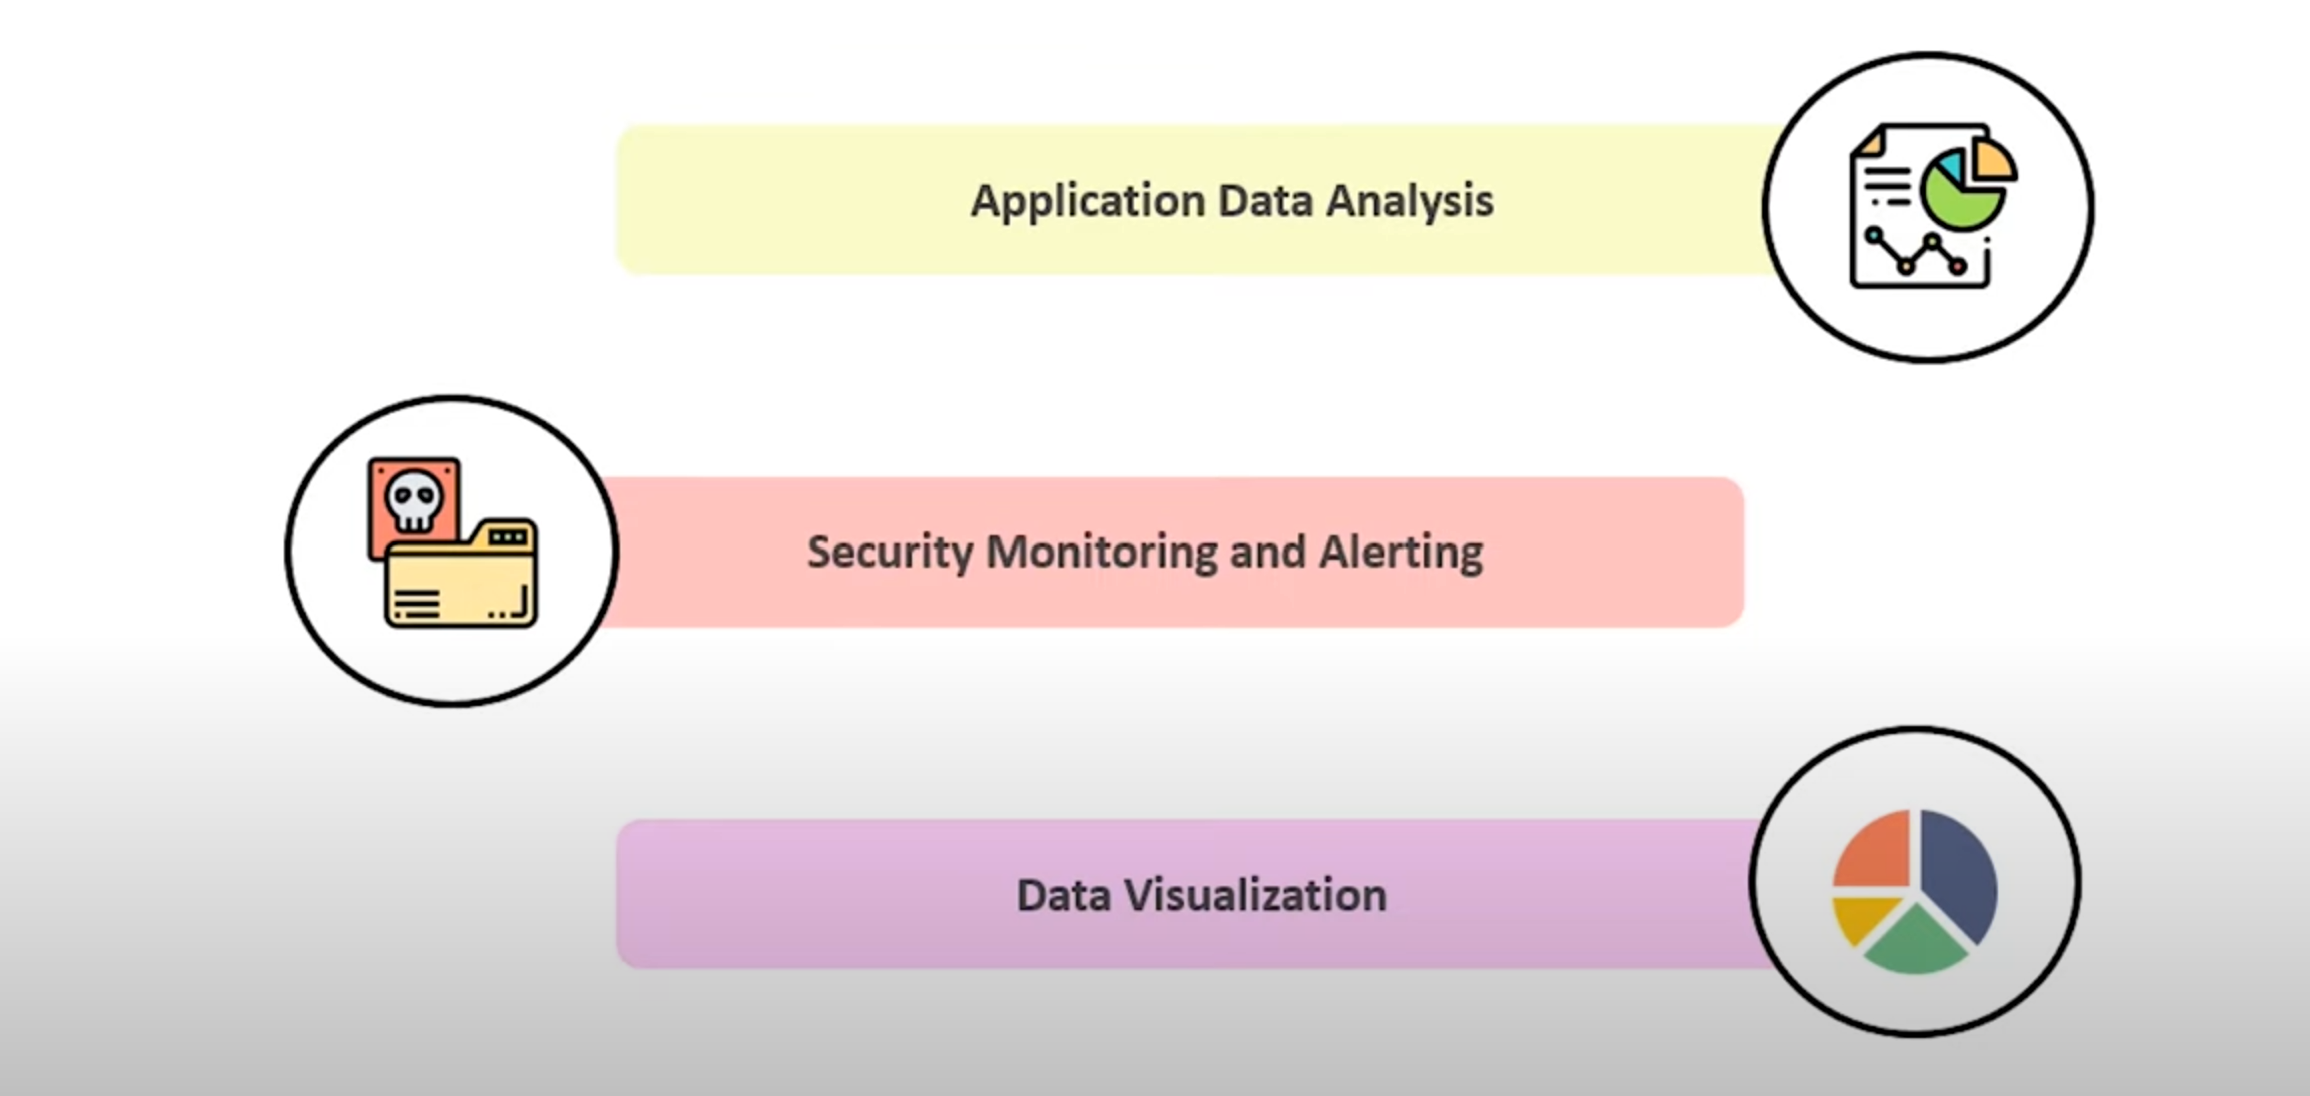 Application Data Analysis
Security Monitoring and Alerting
Data Visualization